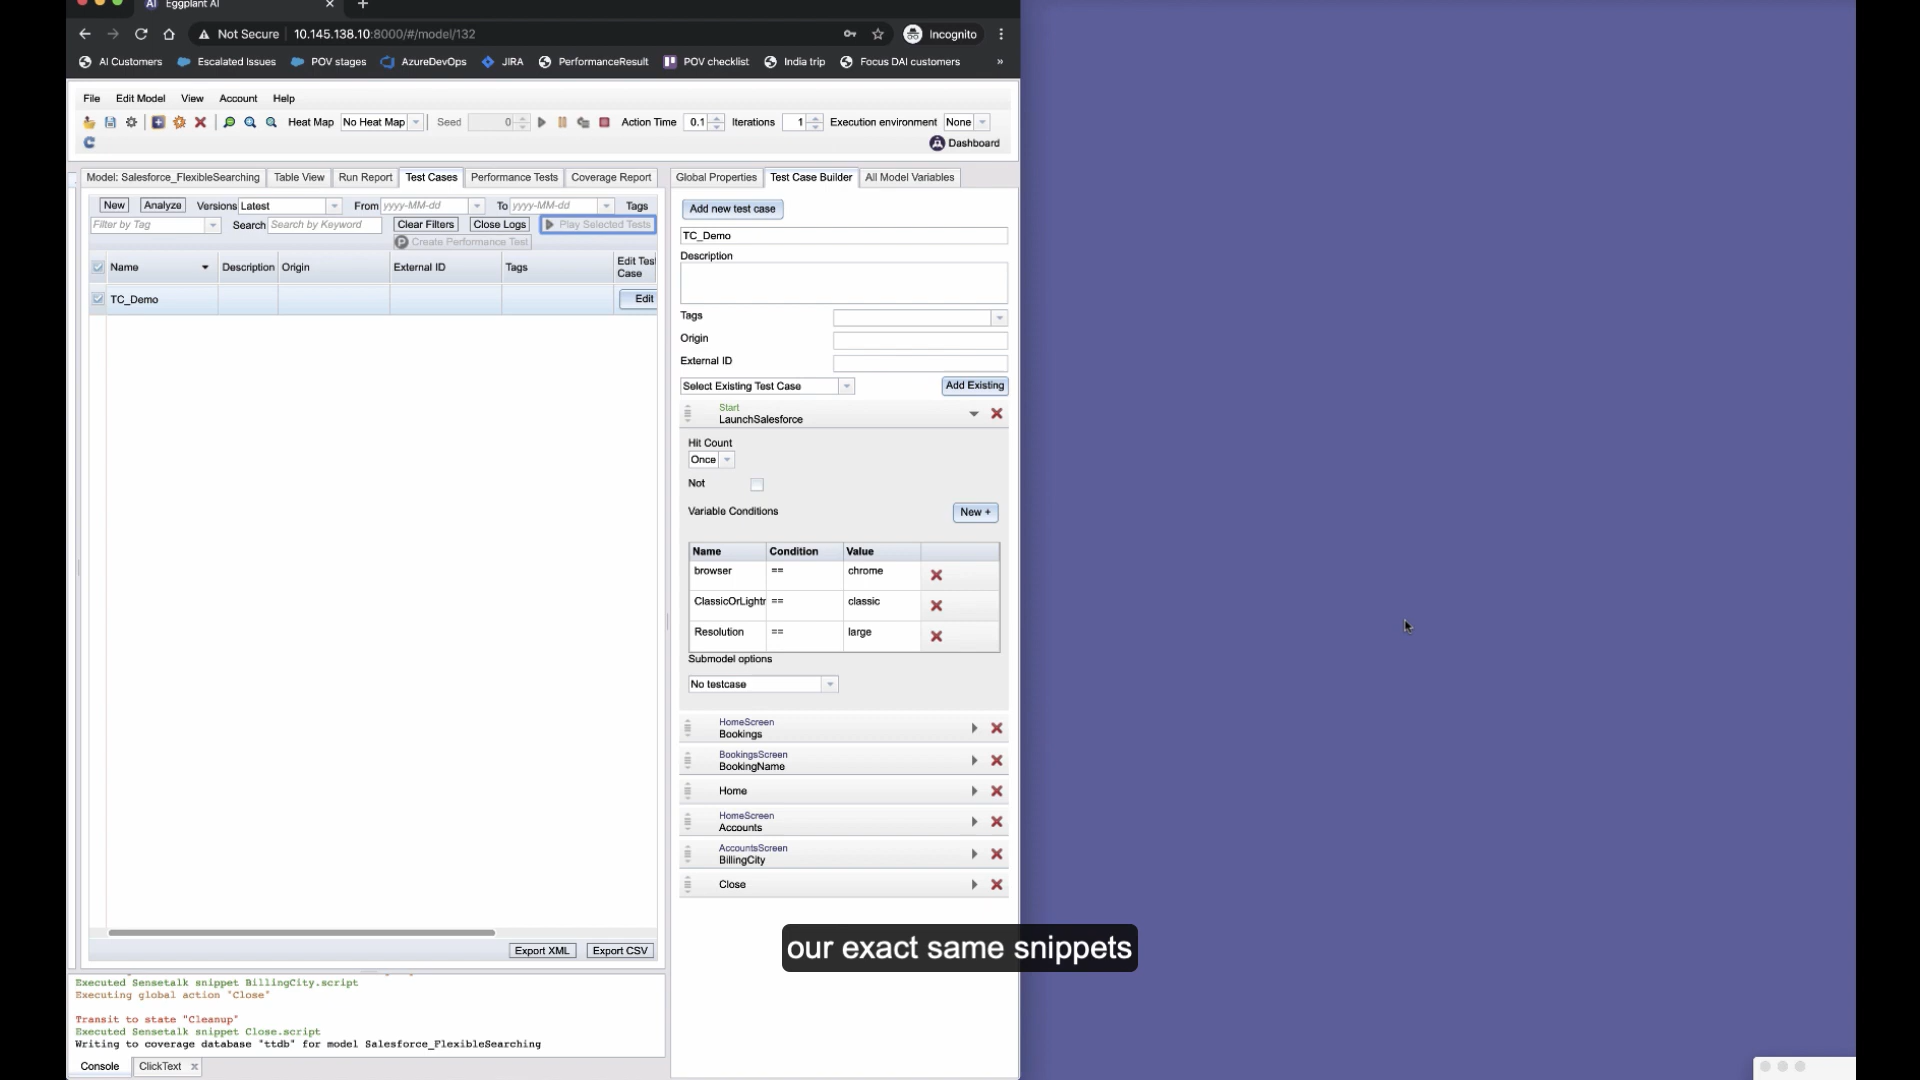 AI Eggplant AI
Not Secure 10.145.138.10:8000/#/model/132 Incognito
AI Customers Escalated Issues POV stages AzureDevOps JIRA PerformanceResult POV checklist India trip Focus DAI customers »
File Edit Model View Account Help
Heat Map No Heat Map Seed 0 Action Time 0.1 Iterations 1 Execution environment None
Dashboard
Model: Salesforce_FlexibleSearching Table View Run Report Test Cases Performance Tests Coverage Report
New Analyze Versions Latest From yyyy-MM-dd To yyyy-MM-dd Tags
Filter by Tag Search Search by Keyword Clear Filters Close Logs Play Selected Tests
P Create Performance Test
Name Description Origin External ID Tags Edit Test Case
TC_Demo Edit
Export XML Export CSV
Executed Sensetalk snippet BillingCity.script
Executing global action "Close"
Transit to state "Cleanup"
Executed Sensetalk snippet Close.script
Writing to coverage database "ttdb" for model Salesforce_FlexibleSearching
Console ClickText x
Global Properties Test Case Builder All Model Variables
Add new test case
TC_Demo
Description
Tags
Origin
External ID
Select Existing Test Case Add Existing
Start
LaunchSalesforce
Hit Count
Once
Not
Variable Conditions New +
Name Condition Value
browser == chrome
ClassicOrLightr == classic
Resolution == large
Submodel options
No testcase
HomeScreen
Bookings
BookingsScreen
BookingName
Home
HomeScreen
Accounts
AccountsScreen
BillingCity
Close
our exact same snippets